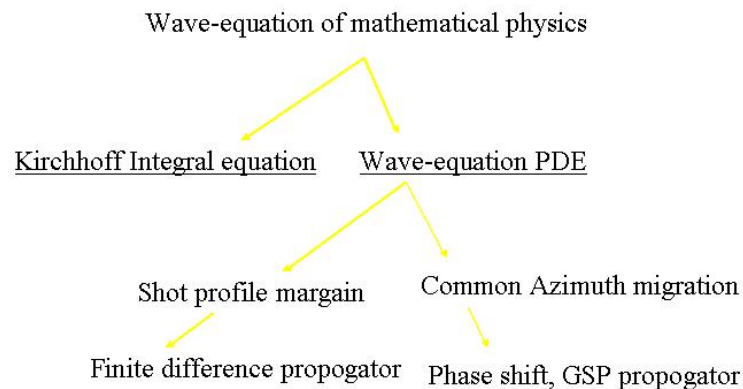 Wave-equation of mathematical physics
Kirchhoff Integral equation
Wave-equation PDE
Shot profile margain
Common Azimuth migration
Finite difference propogator
Phase shift, GSP propogator